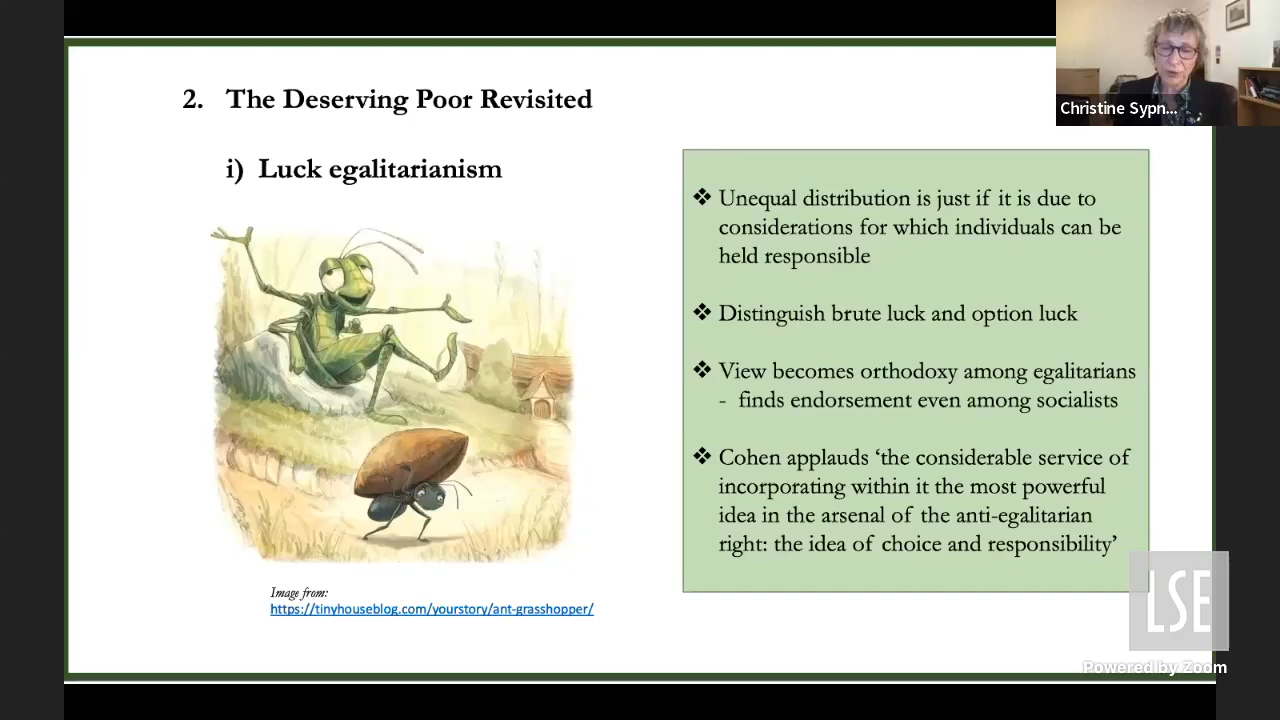 2. The Deserving Poor Revisited
i) Luck egalitarianism
❖ Unequal distribution is just if it is due to
considerations for which individuals can be
held responsible
❖ Distinguish brute luck and option luck
❖ View becomes orthodoxy among egalitarians
- finds endorsement even among socialists
❖ Cohen applauds ‘the considerable service of
incorporating within it the most powerful
idea in the arsenal of the anti-egalitarian
right: the idea of choice and responsibility’
Image from:
https://tinyhouseblog.com/yourstory/ant-grasshopper/
Christine Sypn...
LSE
Powered by Zoom